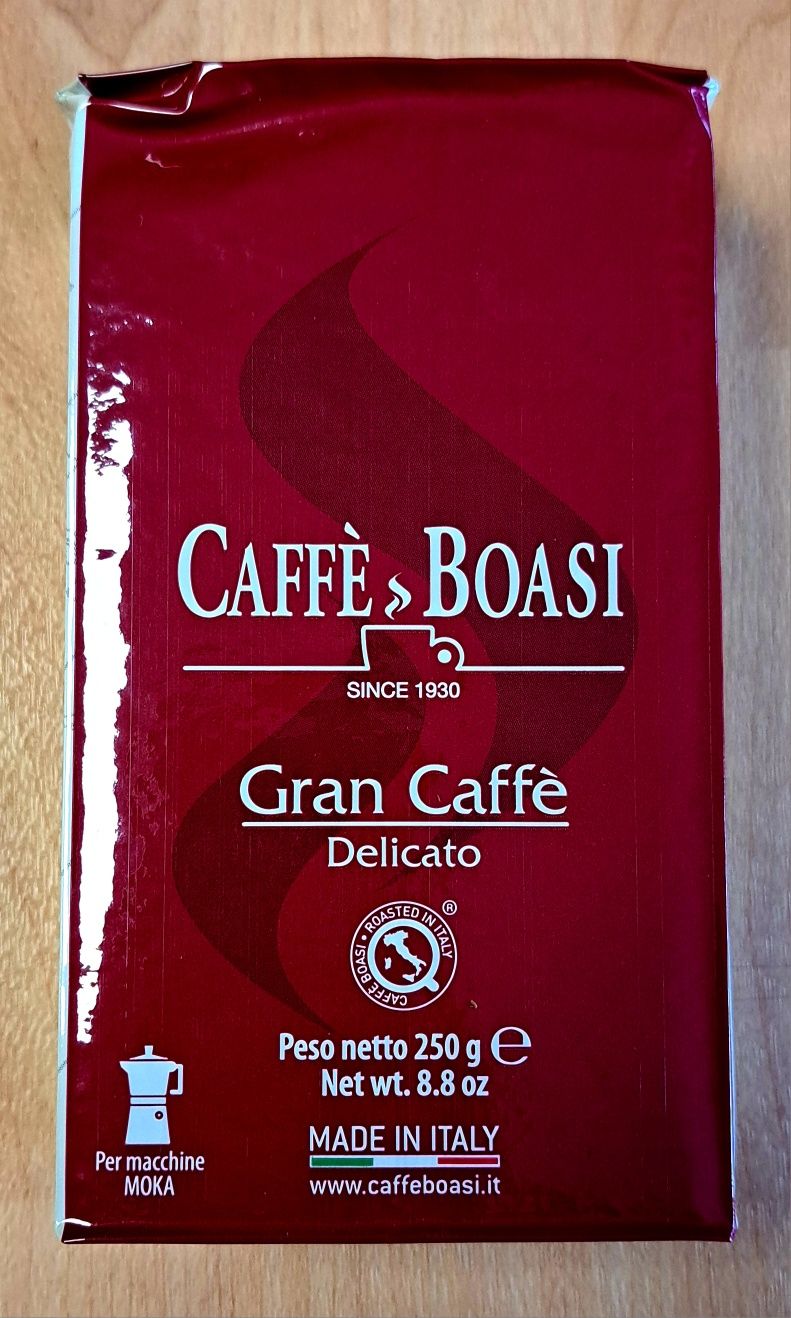 CAFFÈ BOASI
SINCE 1930
Gran Caffè
Delicato
CAFFÈ BOASI • ROASTED IN ITALY ®
Peso netto 250 g ℮
Net wt. 8.8 oz
MADE IN ITALY
www.caffeboasi.it
Per macchine
MOKA